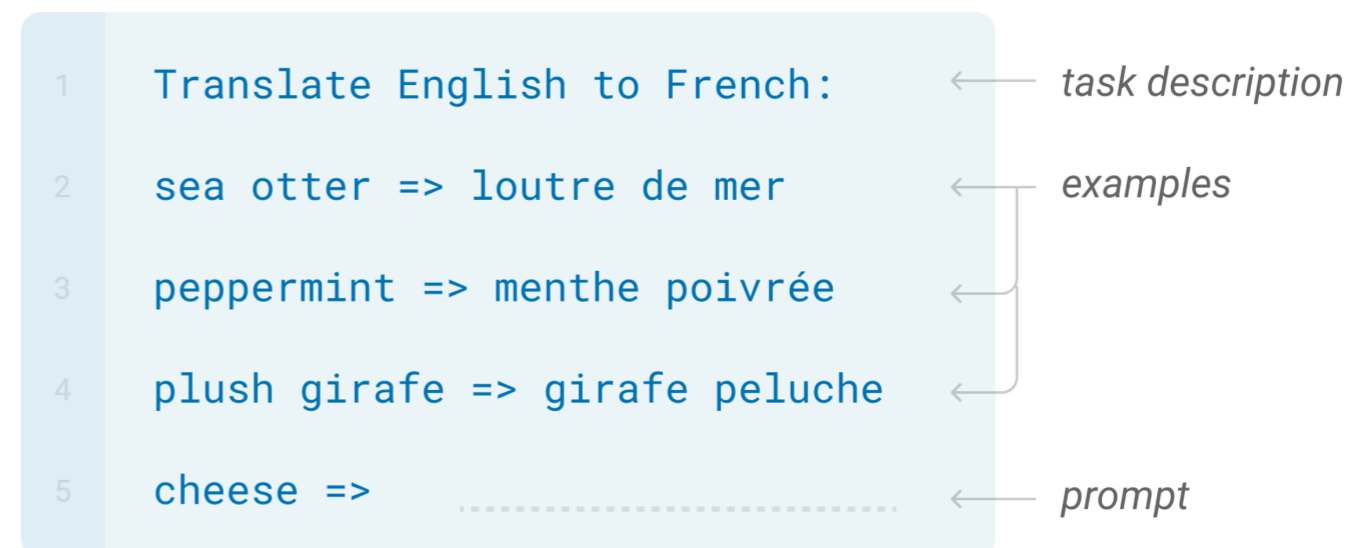 1 Translate English to French: task description
2 sea otter => loutre de mer examples
3 peppermint => menthe poivrée
4 plush girafe => girafe peluche
5 cheese => prompt